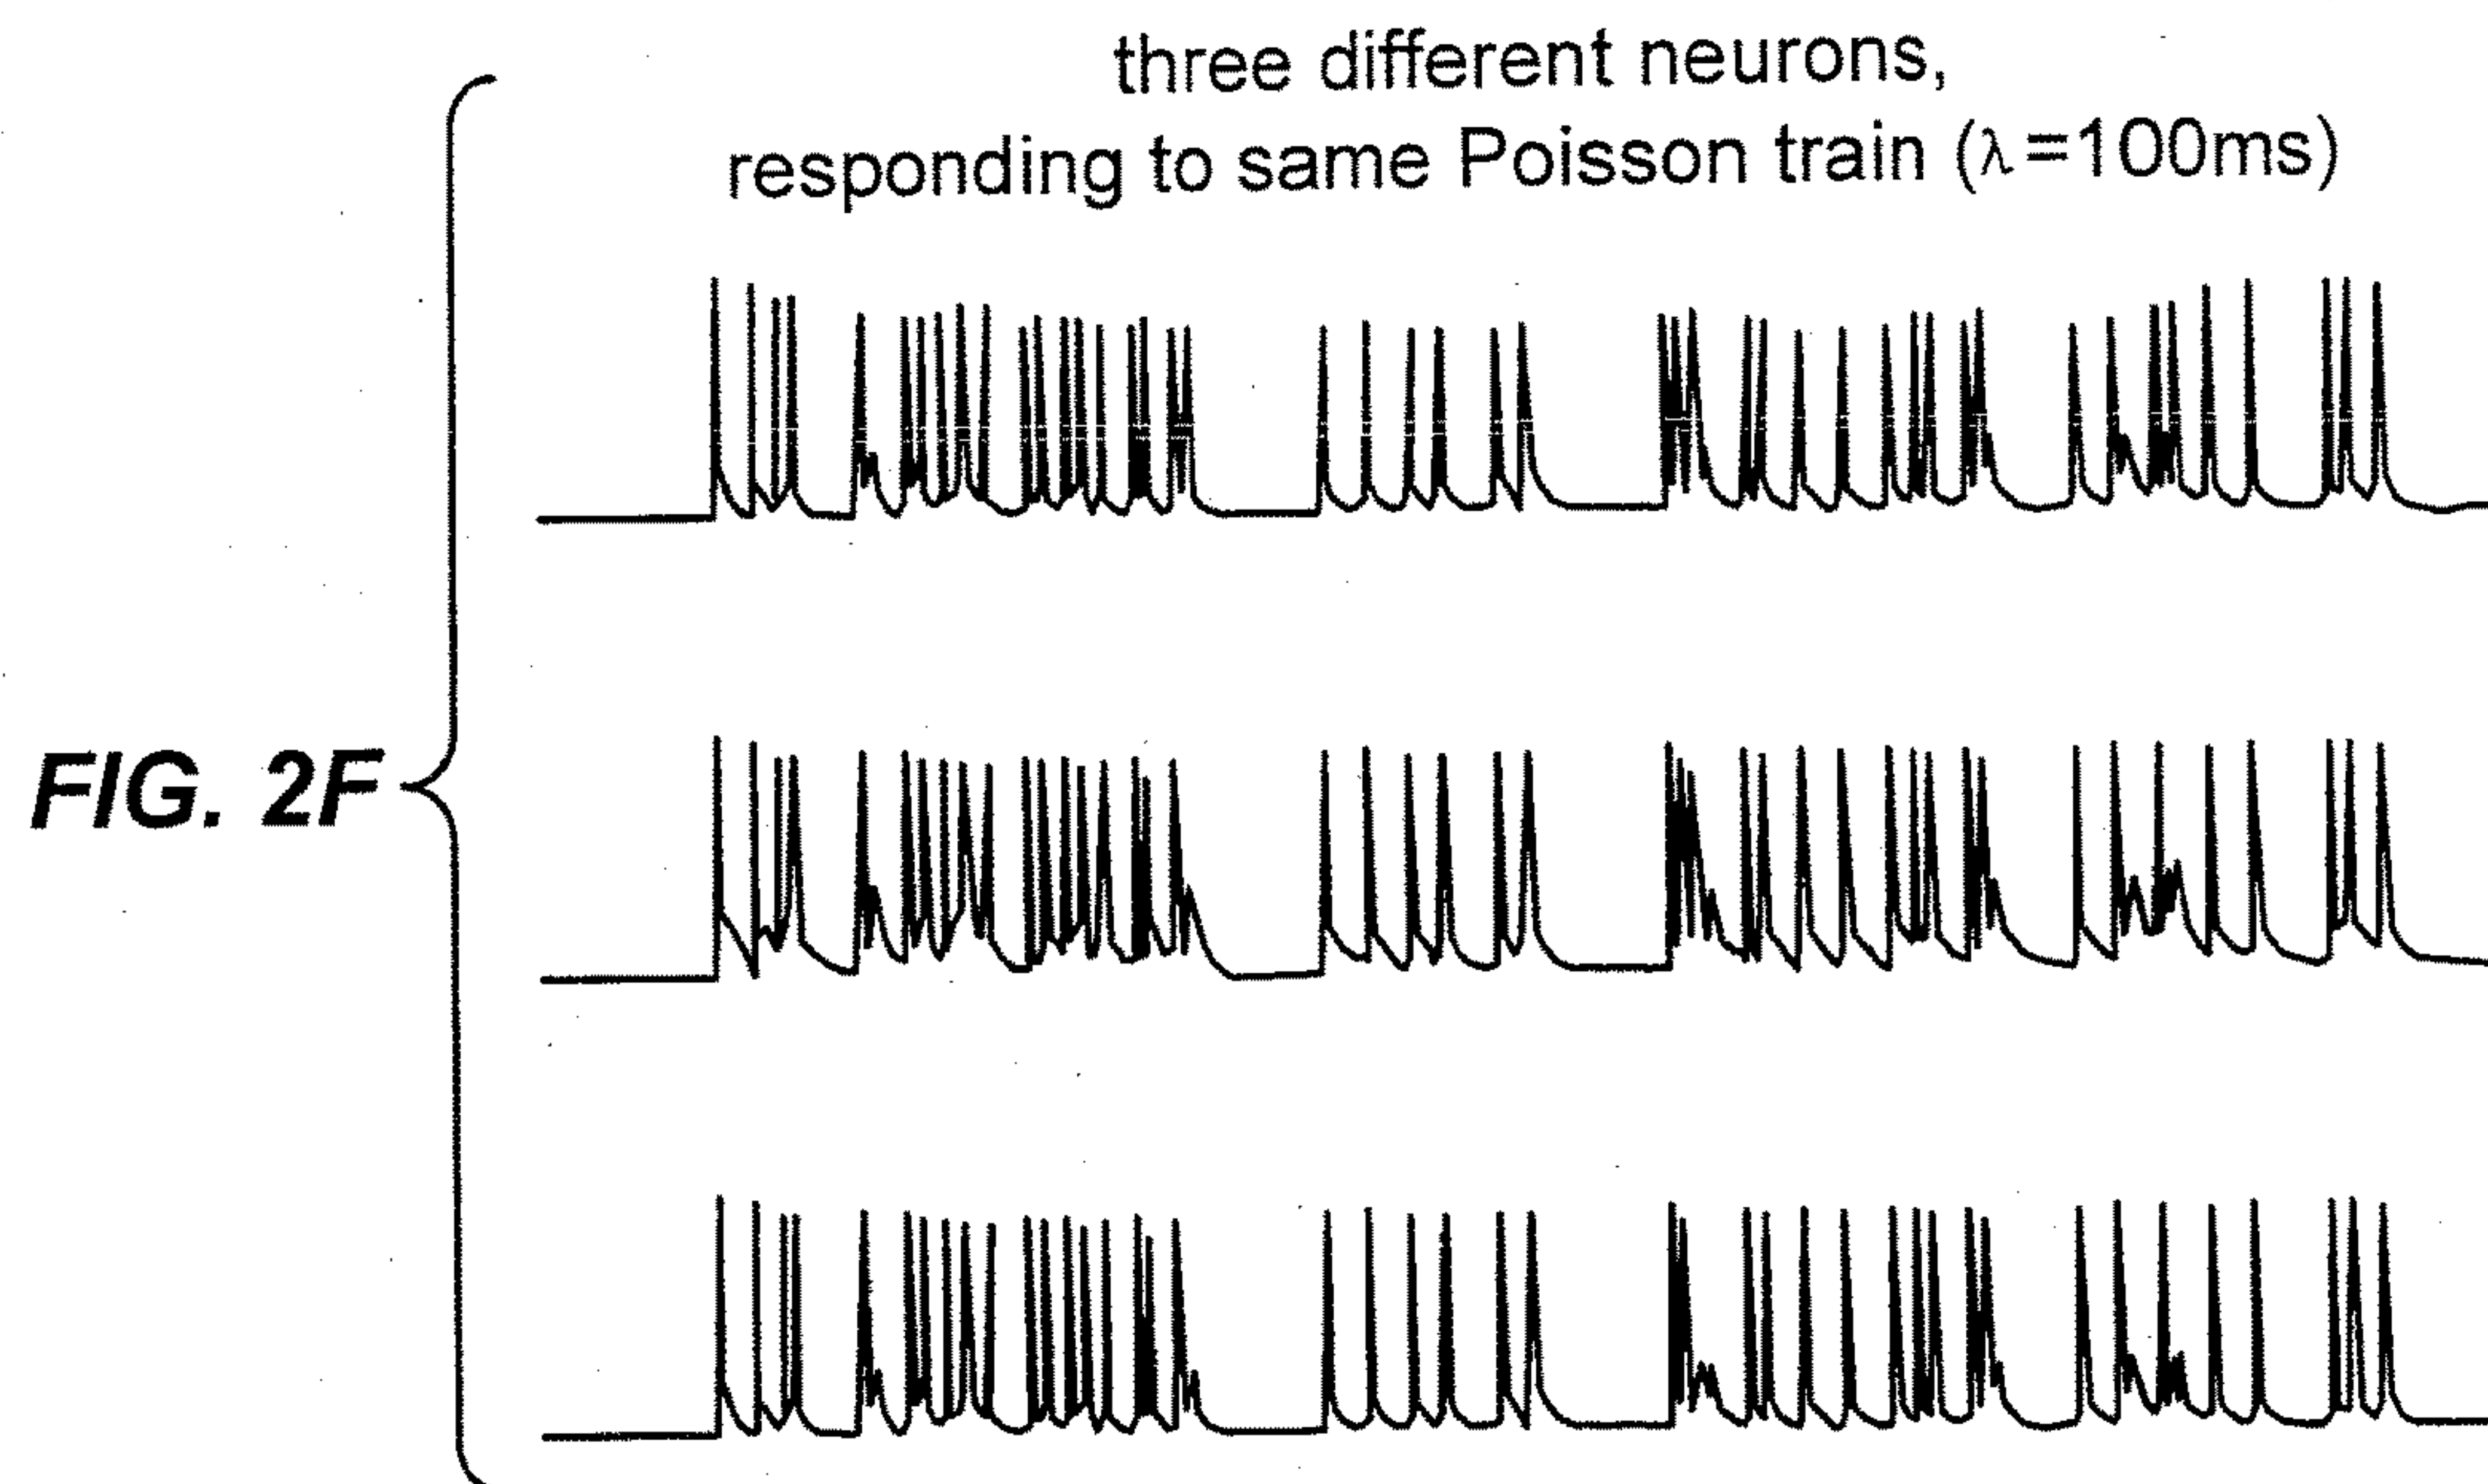 three different neurons,
responding to same Poisson train (λ=100ms)
FIG. 2F